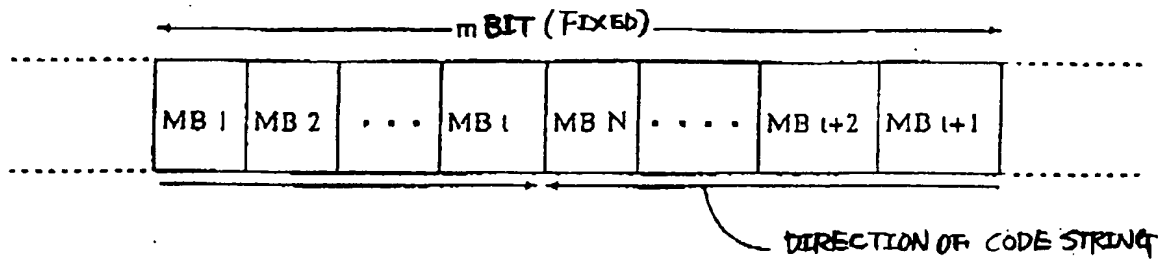 m BIT (FIXED)
MB 1 MB 2 . . . MB t MB N . . . . MB t+2 MB t+1
DIRECTION OF CODE STRING